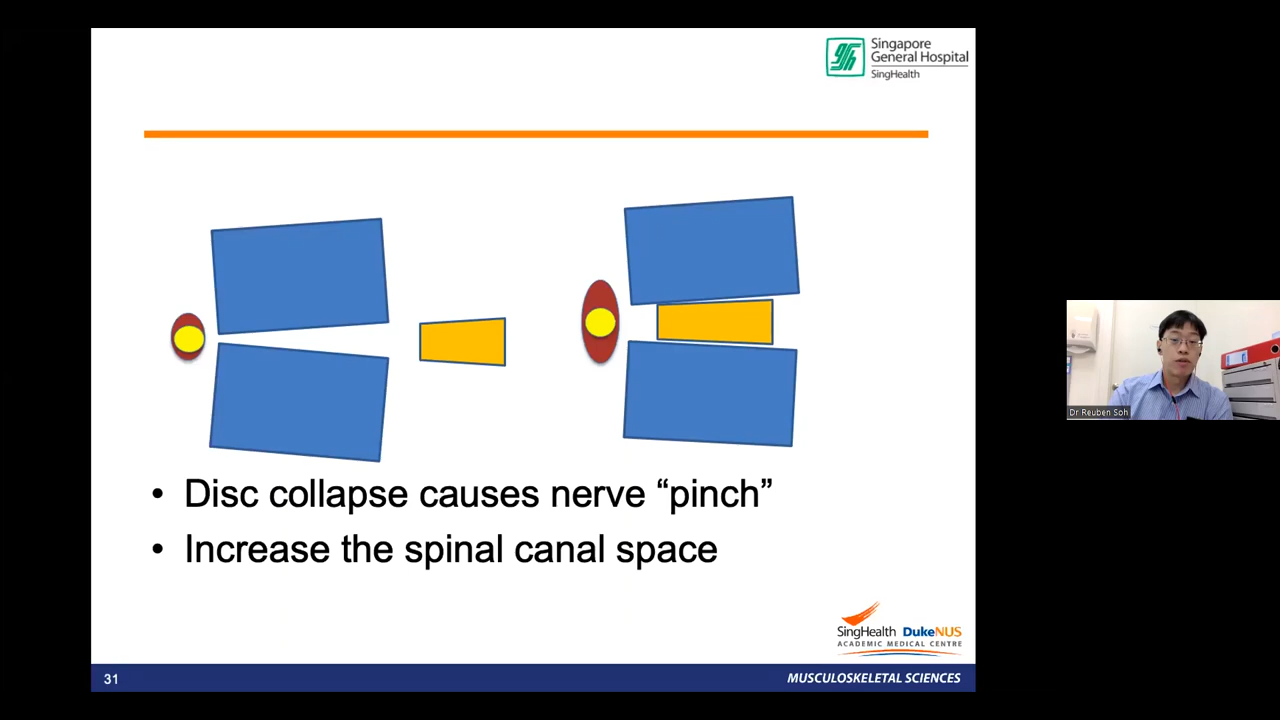 Singapore
General Hospital
SingHealth
• Disc collapse causes nerve “pinch”
• Increase the spinal canal space
SingHealth DukeNUS
ACADEMIC MEDICAL CENTRE
31
MUSCULOSKELETAL SCIENCES
Dr Reuben Soh